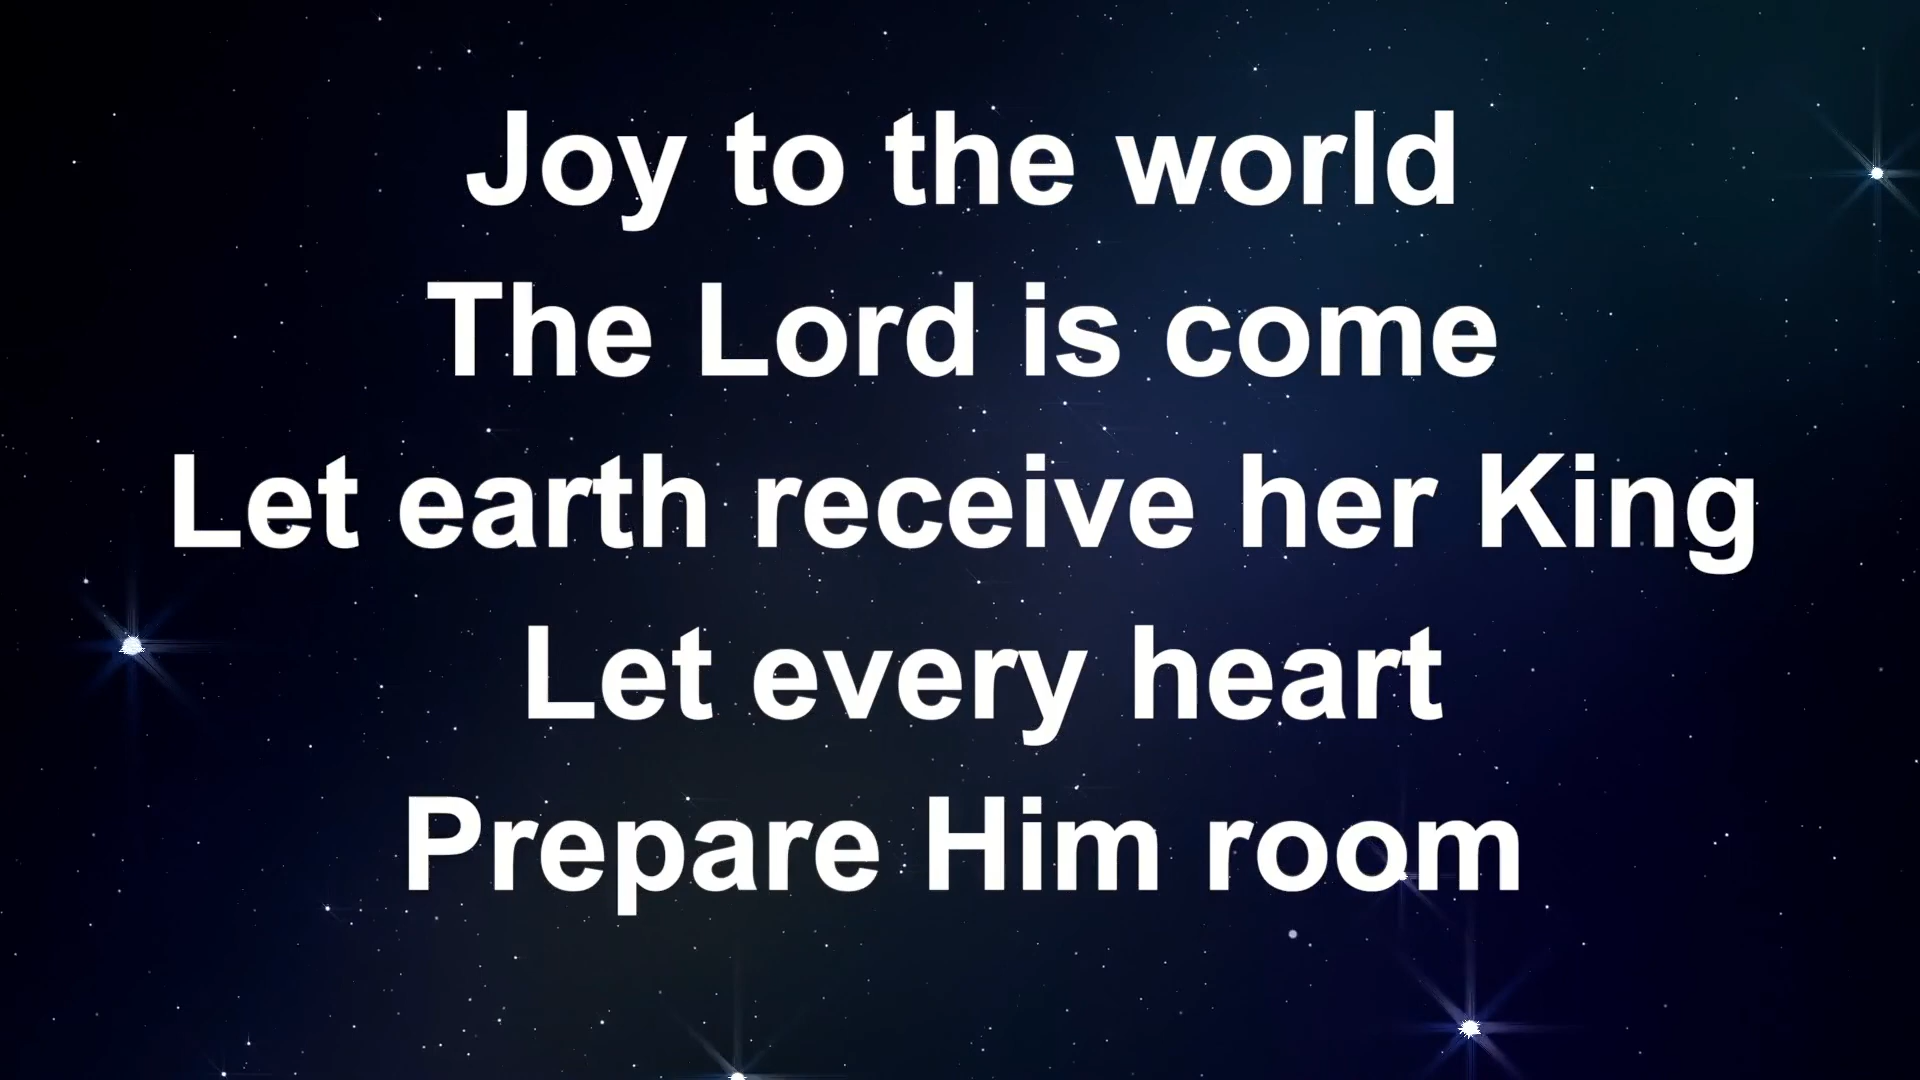 Joy to the world
The Lord is come
Let earth receive her King
Let every heart
Prepare Him room